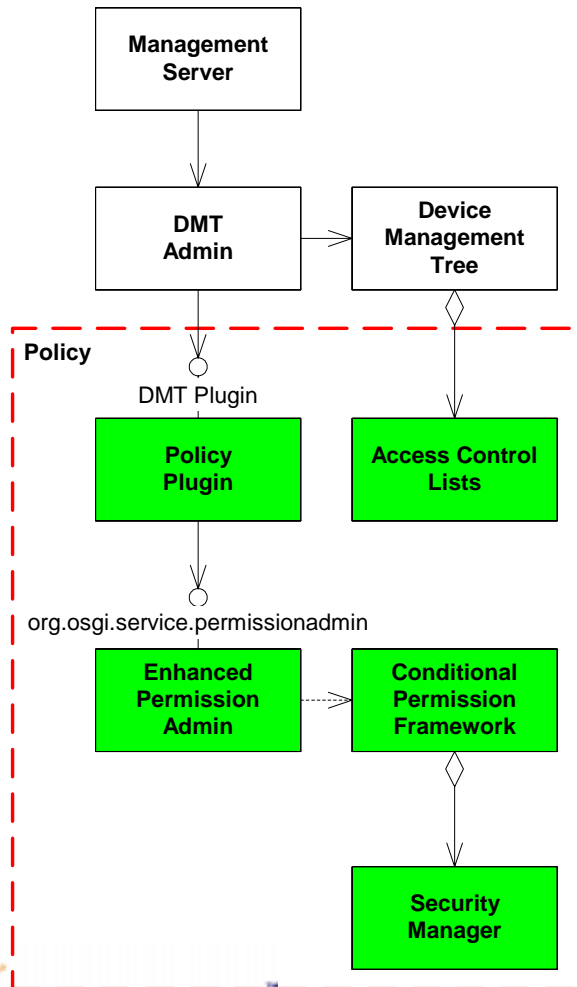 Management
Server
DMT
Admin
Device
Management
Tree
Policy
DMT Plugin
Policy
Plugin
Access Control
Lists
org.osgi.service.permissionadmin
Enhanced
Permission
Admin
Conditional
Permission
Framework
Security
Manager